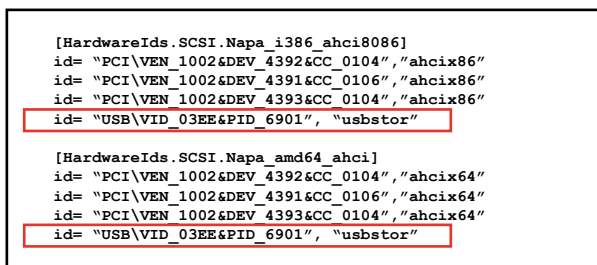 [HardwareIds.SCSI.Napa_i386_ahci8086]
id= “PCI\VEN_1002&DEV_4392&CC_0104”,”ahcix86”
id= “PCI\VEN_1002&DEV_4391&CC_0106”,”ahcix86”
id= “PCI\VEN_1002&DEV_4393&CC_0104”,”ahcix86”
id= “USB\VID_03EE&PID_6901”, “usbstor”
[HardwareIds.SCSI.Napa_amd64_ahci]
id= “PCI\VEN_1002&DEV_4392&CC_0104”,”ahcix64”
id= “PCI\VEN_1002&DEV_4391&CC_0106”,”ahcix64”
id= “PCI\VEN_1002&DEV_4393&CC_0104”,”ahcix64”
id= “USB\VID_03EE&PID_6901”, “usbstor”